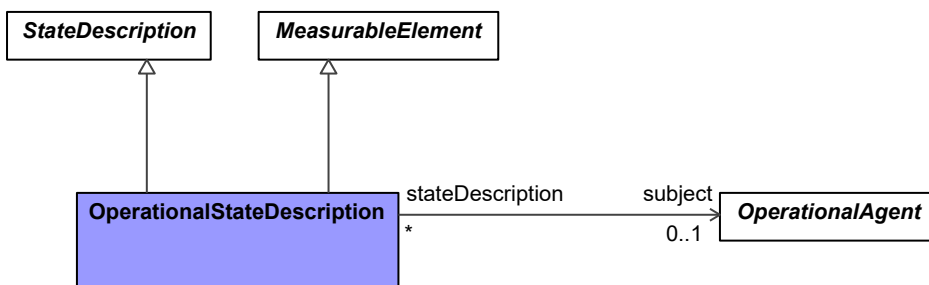 StateDescription
MeasurableElement
OperationalStateDescription
stateDescription
subject
*
0..1
OperationalAgent